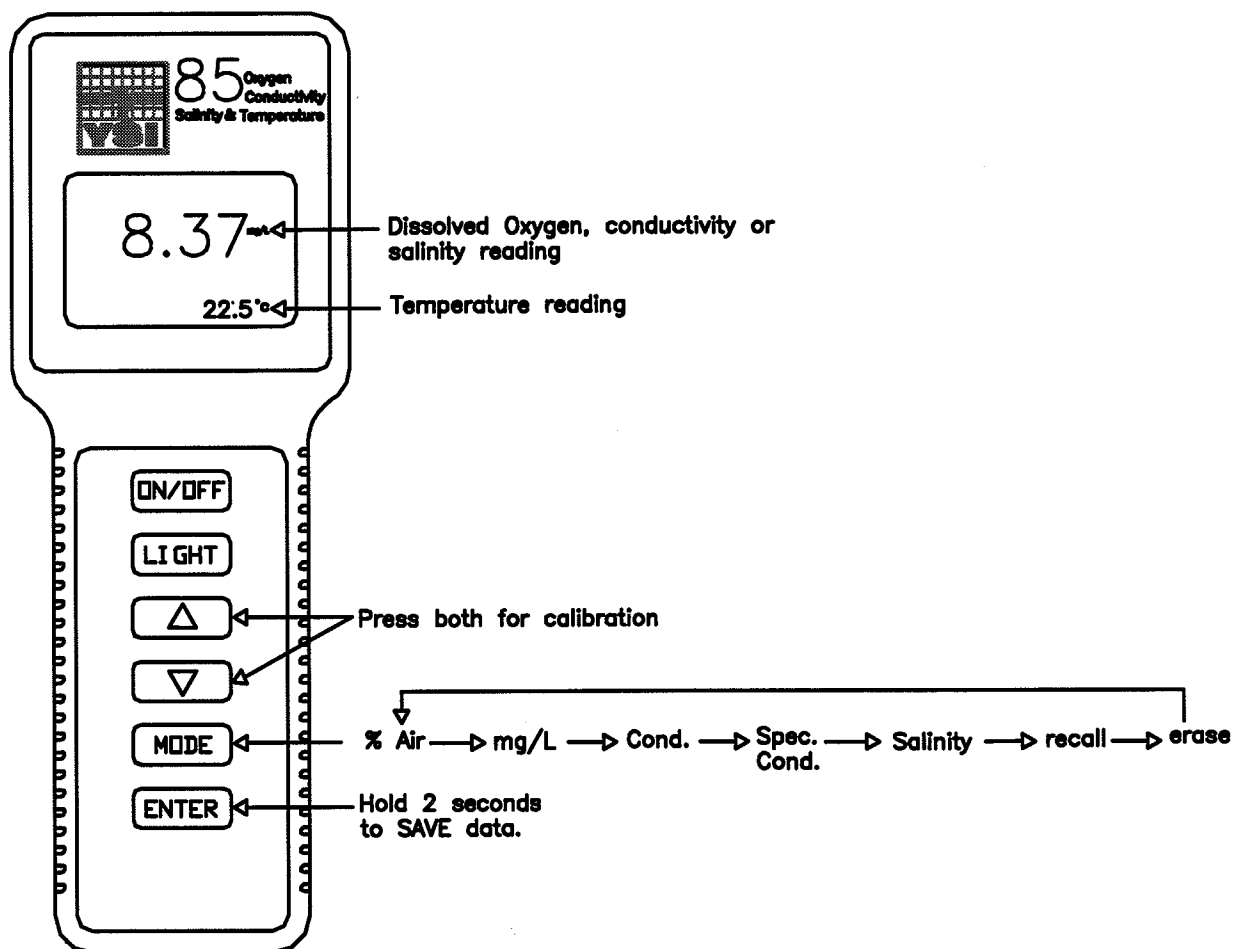 85 Oxygen
Conductivity
Salinity & Temperature
YSI
8.37 mg/L
Dissolved Oxygen, conductivity or
salinity reading
22.5°C
Temperature reading
ON/OFF
LIGHT
Press both for calibration
MODE
% Air mg/L Cond. Spec. Cond. Salinity recall erase
ENTER
Hold 2 seconds
to SAVE data.